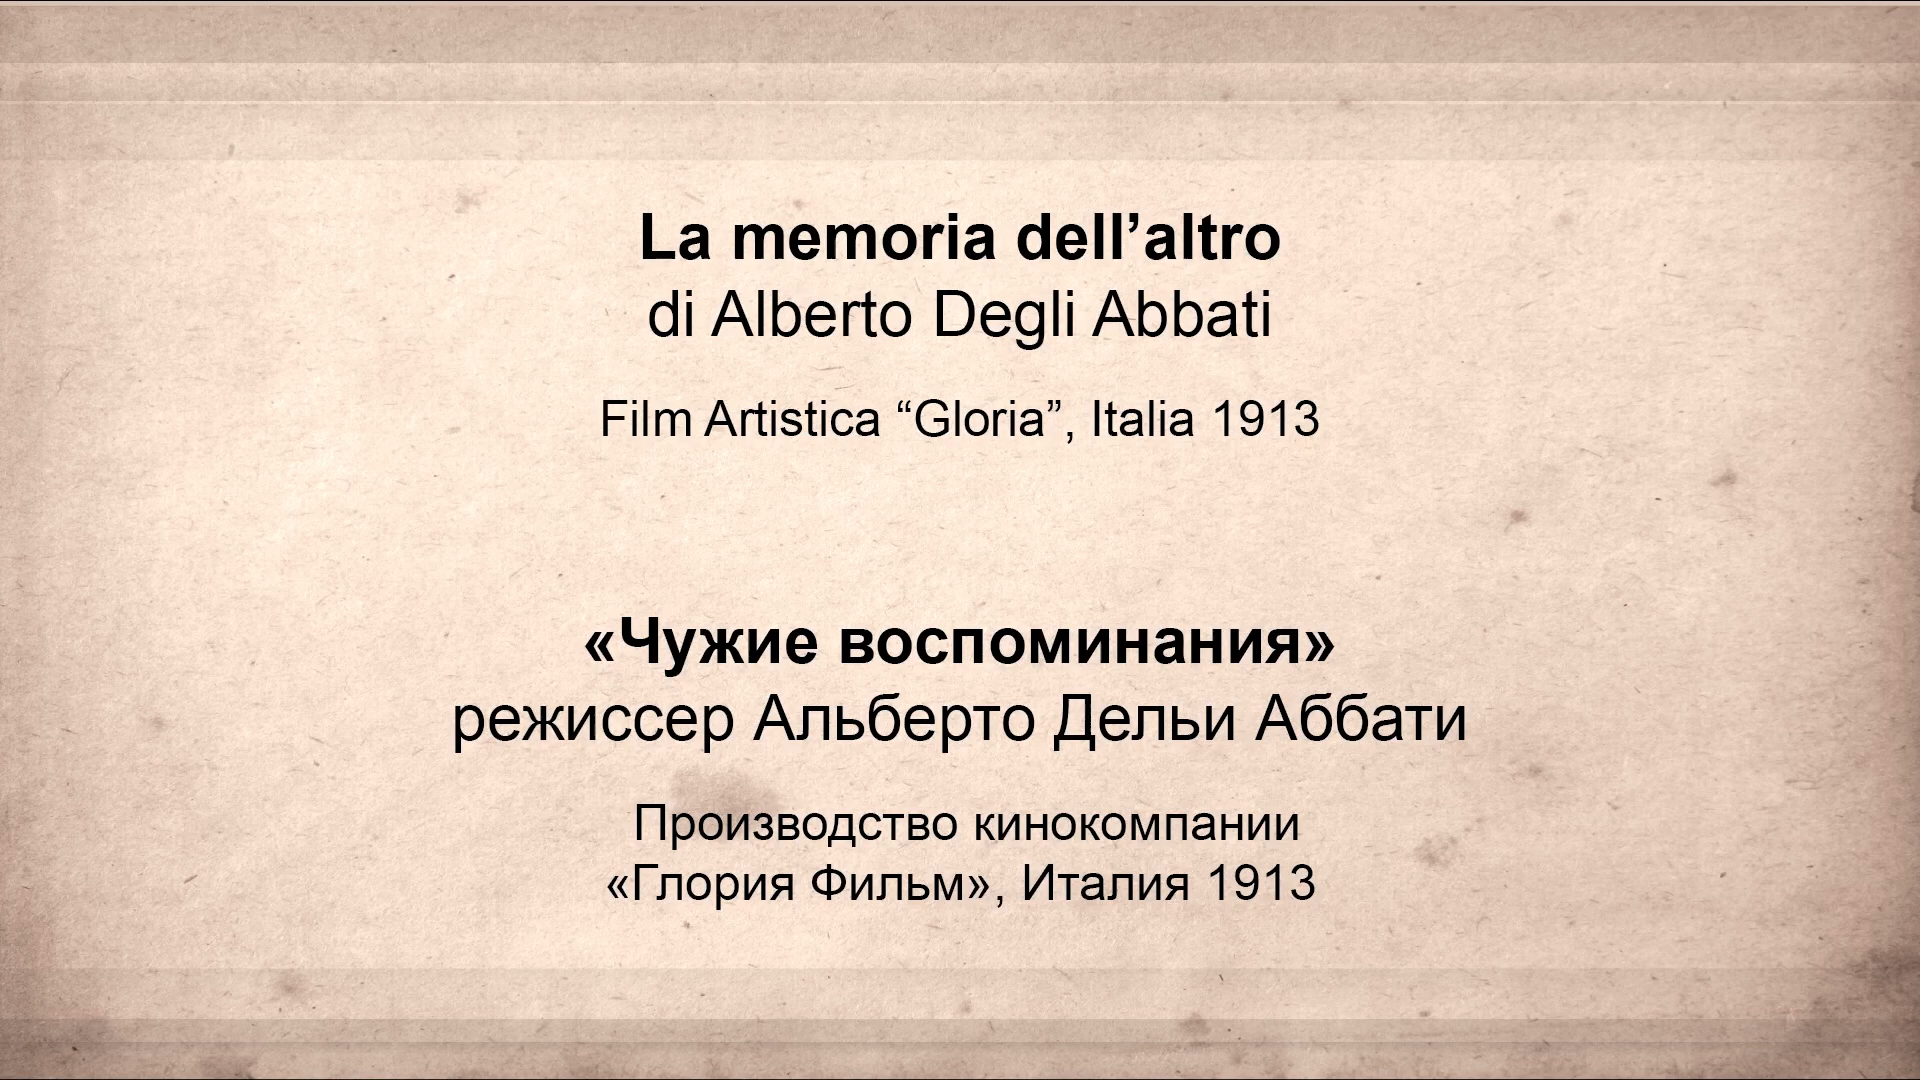 La memoria dell’altro
di Alberto Degli Abbati
Film Artistica “Gloria”, Italia 1913
«Чужие воспоминания»
режиссер Альберто Дельи Аббати
Производство кинокомпании
«Глория Фильм», Италия 1913